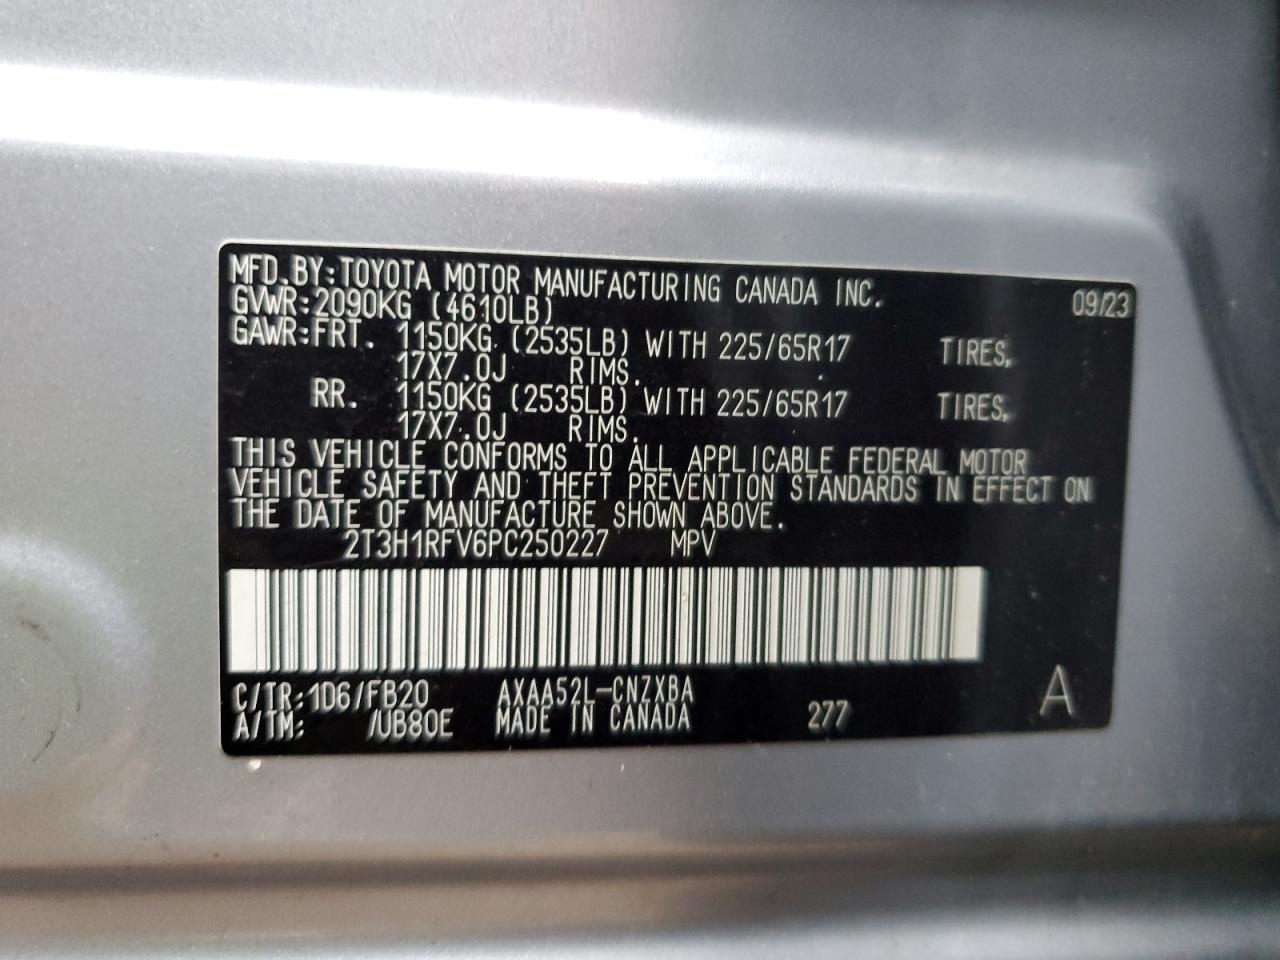 MFD.BY:TOYOTA MOTOR MANUFACTURING CANADA INC. 09/23
GVWR:2090KG (4610LB)
GAWR:FRT. 1150KG (2535LB) WITH 225/65R17 TIRES,
17X7.0J RIMS.
RR. 1150KG (2535LB) WITH 225/65R17 TIRES,
17X7.0J RIMS.
THIS VEHICLE CONFORMS TO ALL APPLICABLE FEDERAL MOTOR
VEHICLE SAFETY AND THEFT PREVENTION STANDARDS IN EFFECT ON
THE DATE OF MANUFACTURE SHOWN ABOVE.
2T3H1RFV6PC250227 MPV
C/TR:1D6/FB20 AXAA52L-CNZXBA A
A/TM: /UB80E MADE IN CANADA 277